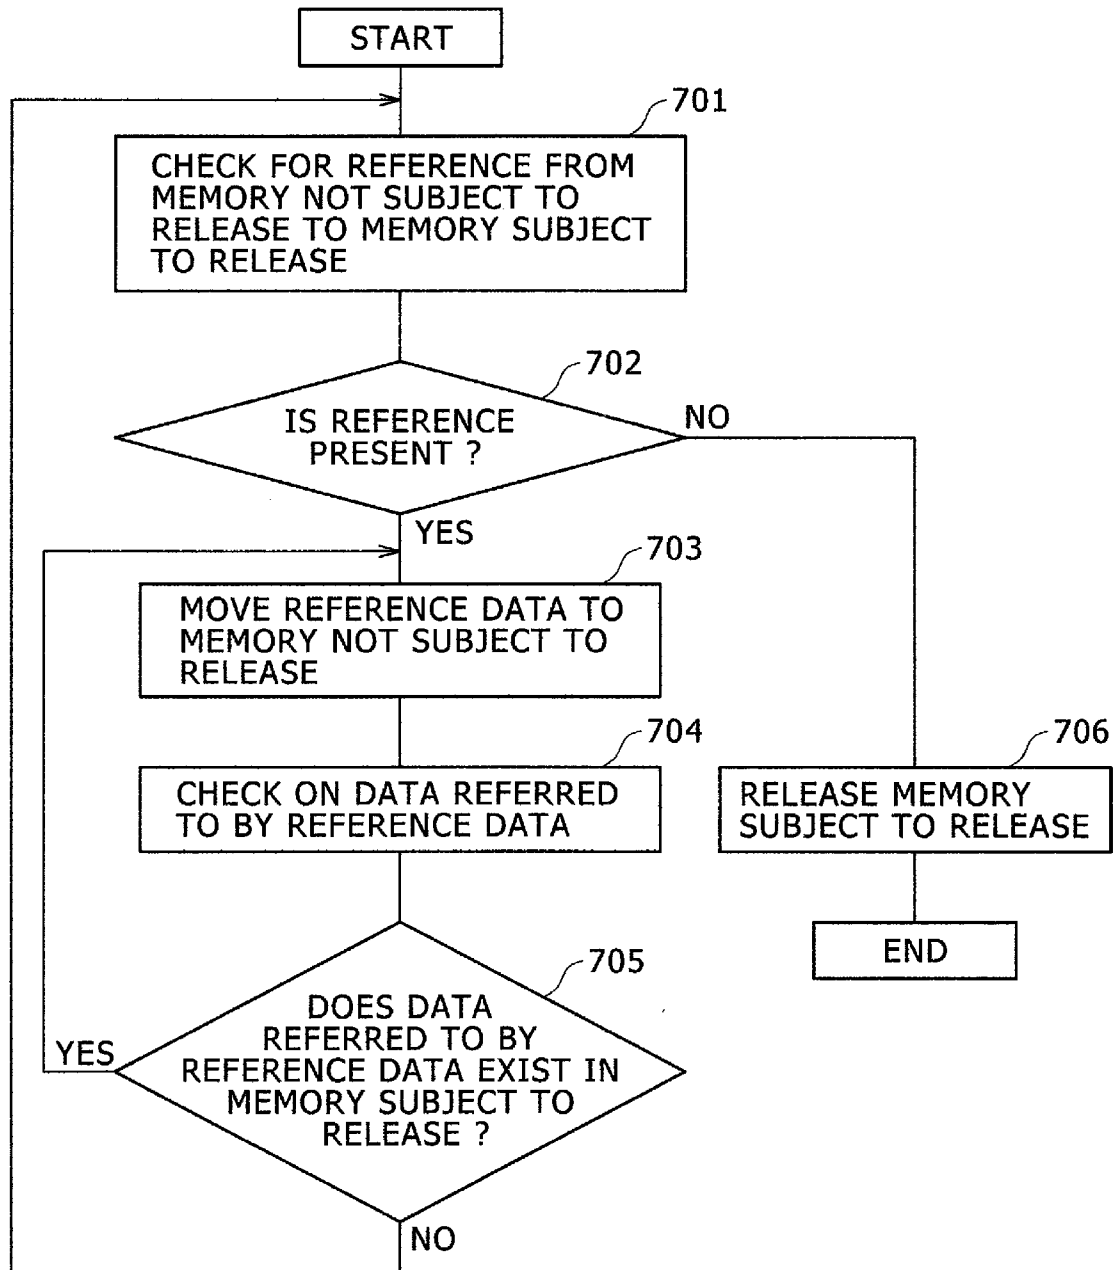 START
701
CHECK FOR REFERENCE FROM
MEMORY NOT SUBJECT TO
RELEASE TO MEMORY SUBJECT
TO RELEASE
702
IS REFERENCE
PRESENT ?
NO
YES
703
MOVE REFERENCE DATA TO
MEMORY NOT SUBJECT TO
RELEASE
704
CHECK ON DATA REFERRED
TO BY REFERENCE DATA
706
RELEASE MEMORY
SUBJECT TO RELEASE
END
705
DOES DATA
REFERRED TO BY
REFERENCE DATA EXIST IN
MEMORY SUBJECT TO
RELEASE ?
YES
NO